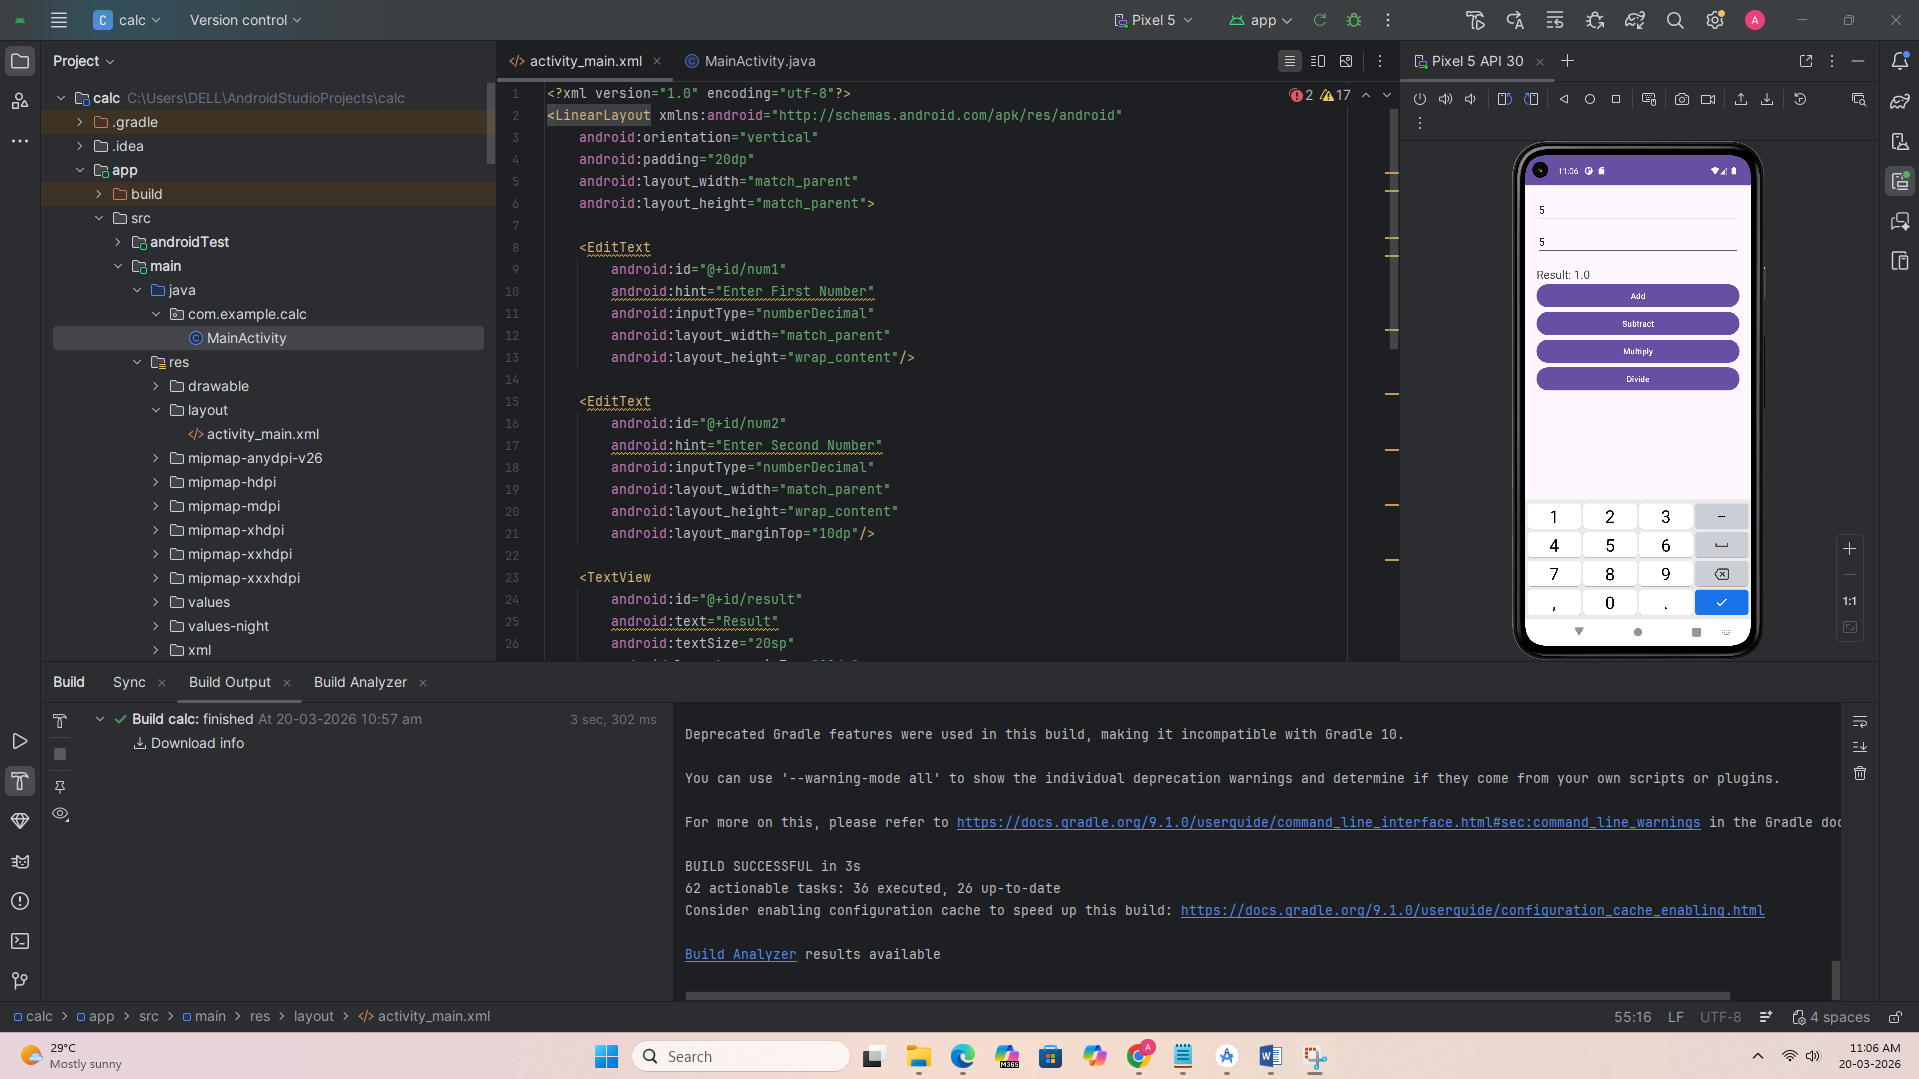 C calc
Version control
Pixel 5
app
A
Project
activity_main.xml
MainActivity.java
Pixel 5 API 30
calc C:\Users\DELL\AndroidStudioProjects\calc
.gradle
.idea
app
build
src
androidTest
main
java
com.example.calc
MainActivity
res
drawable
layout
activity_main.xml
mipmap-anydpi-v26
mipmap-hdpi
mipmap-mdpi
mipmap-xhdpi
mipmap-xxhdpi
mipmap-xxxhdpi
values
values-night
xml
2 17
1 <?xml version="1.0" encoding="utf-8"?>
2 <LinearLayout xmlns:android="http://schemas.android.com/apk/res/android"
3 android:orientation="vertical"
4 android:padding="20dp"
5 android:layout_width="match_parent"
6 android:layout_height="match_parent">
7
8 <EditText
9 android:id="@+id/num1"
10 android:hint="Enter First Number"
11 android:inputType="numberDecimal"
12 android:layout_width="match_parent"
13 android:layout_height="wrap_content"/>
14
15 <EditText
16 android:id="@+id/num2"
17 android:hint="Enter Second Number"
18 android:inputType="numberDecimal"
19 android:layout_width="match_parent"
20 android:layout_height="wrap_content"
21 android:layout_marginTop="10dp"/>
22
23 <TextView
24 android:id="@+id/result"
25 android:text="Result"
26 android:textSize="20sp"
11:06
5
5
Result: 1.0
Add
Subtract
Multiply
Divide
1 2 3 -
4 5 6
7 8 9
, 0 .
1:1
Build
Sync
Build Output
Build Analyzer
Build calc: finished At 20-03-2026 10:57 am 3 sec, 302 ms
Download info
Deprecated Gradle features were used in this build, making it incompatible with Gradle 10.
You can use '--warning-mode all' to show the individual deprecation warnings and determine if they come from your own scripts or plugins.
For more on this, please refer to https://docs.gradle.org/9.1.0/userguide/command_line_interface.html#sec:command_line_warnings in the Gradle doc
BUILD SUCCESSFUL in 3s
62 actionable tasks: 36 executed, 26 up-to-date
Consider enabling configuration cache to speed up this build: https://docs.gradle.org/9.1.0/userguide/configuration_cache_enabling.html
Build Analyzer results available
calc > app > src > main > res > layout > activity_main.xml
55:16 LF UTF-8 4 spaces
29°C
Mostly sunny
Search
M365
A
11:06 AM
20-03-2026